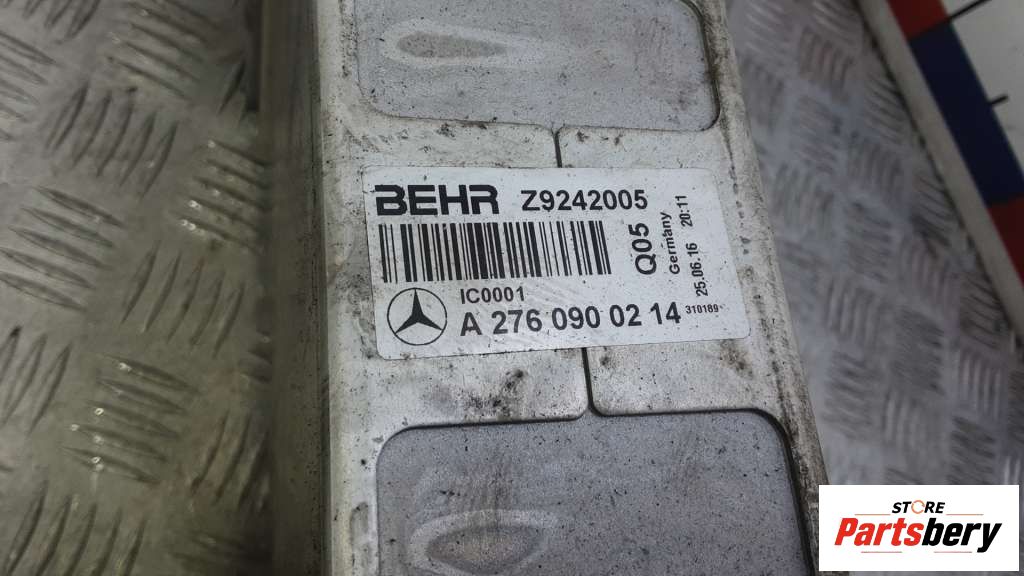 BEHR Z9242005
Q05
Germany
25.06.16 20:11
IC0001
A 276 090 02 14
310189
STORE
Partsbery